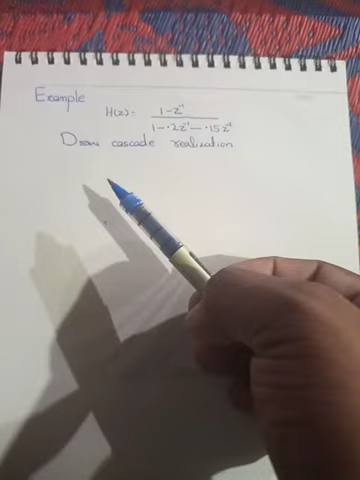 Example
H(z) = 1 - z⁻¹ / 1 - .2z⁻¹ - .15z⁻²
Draw cascade realization